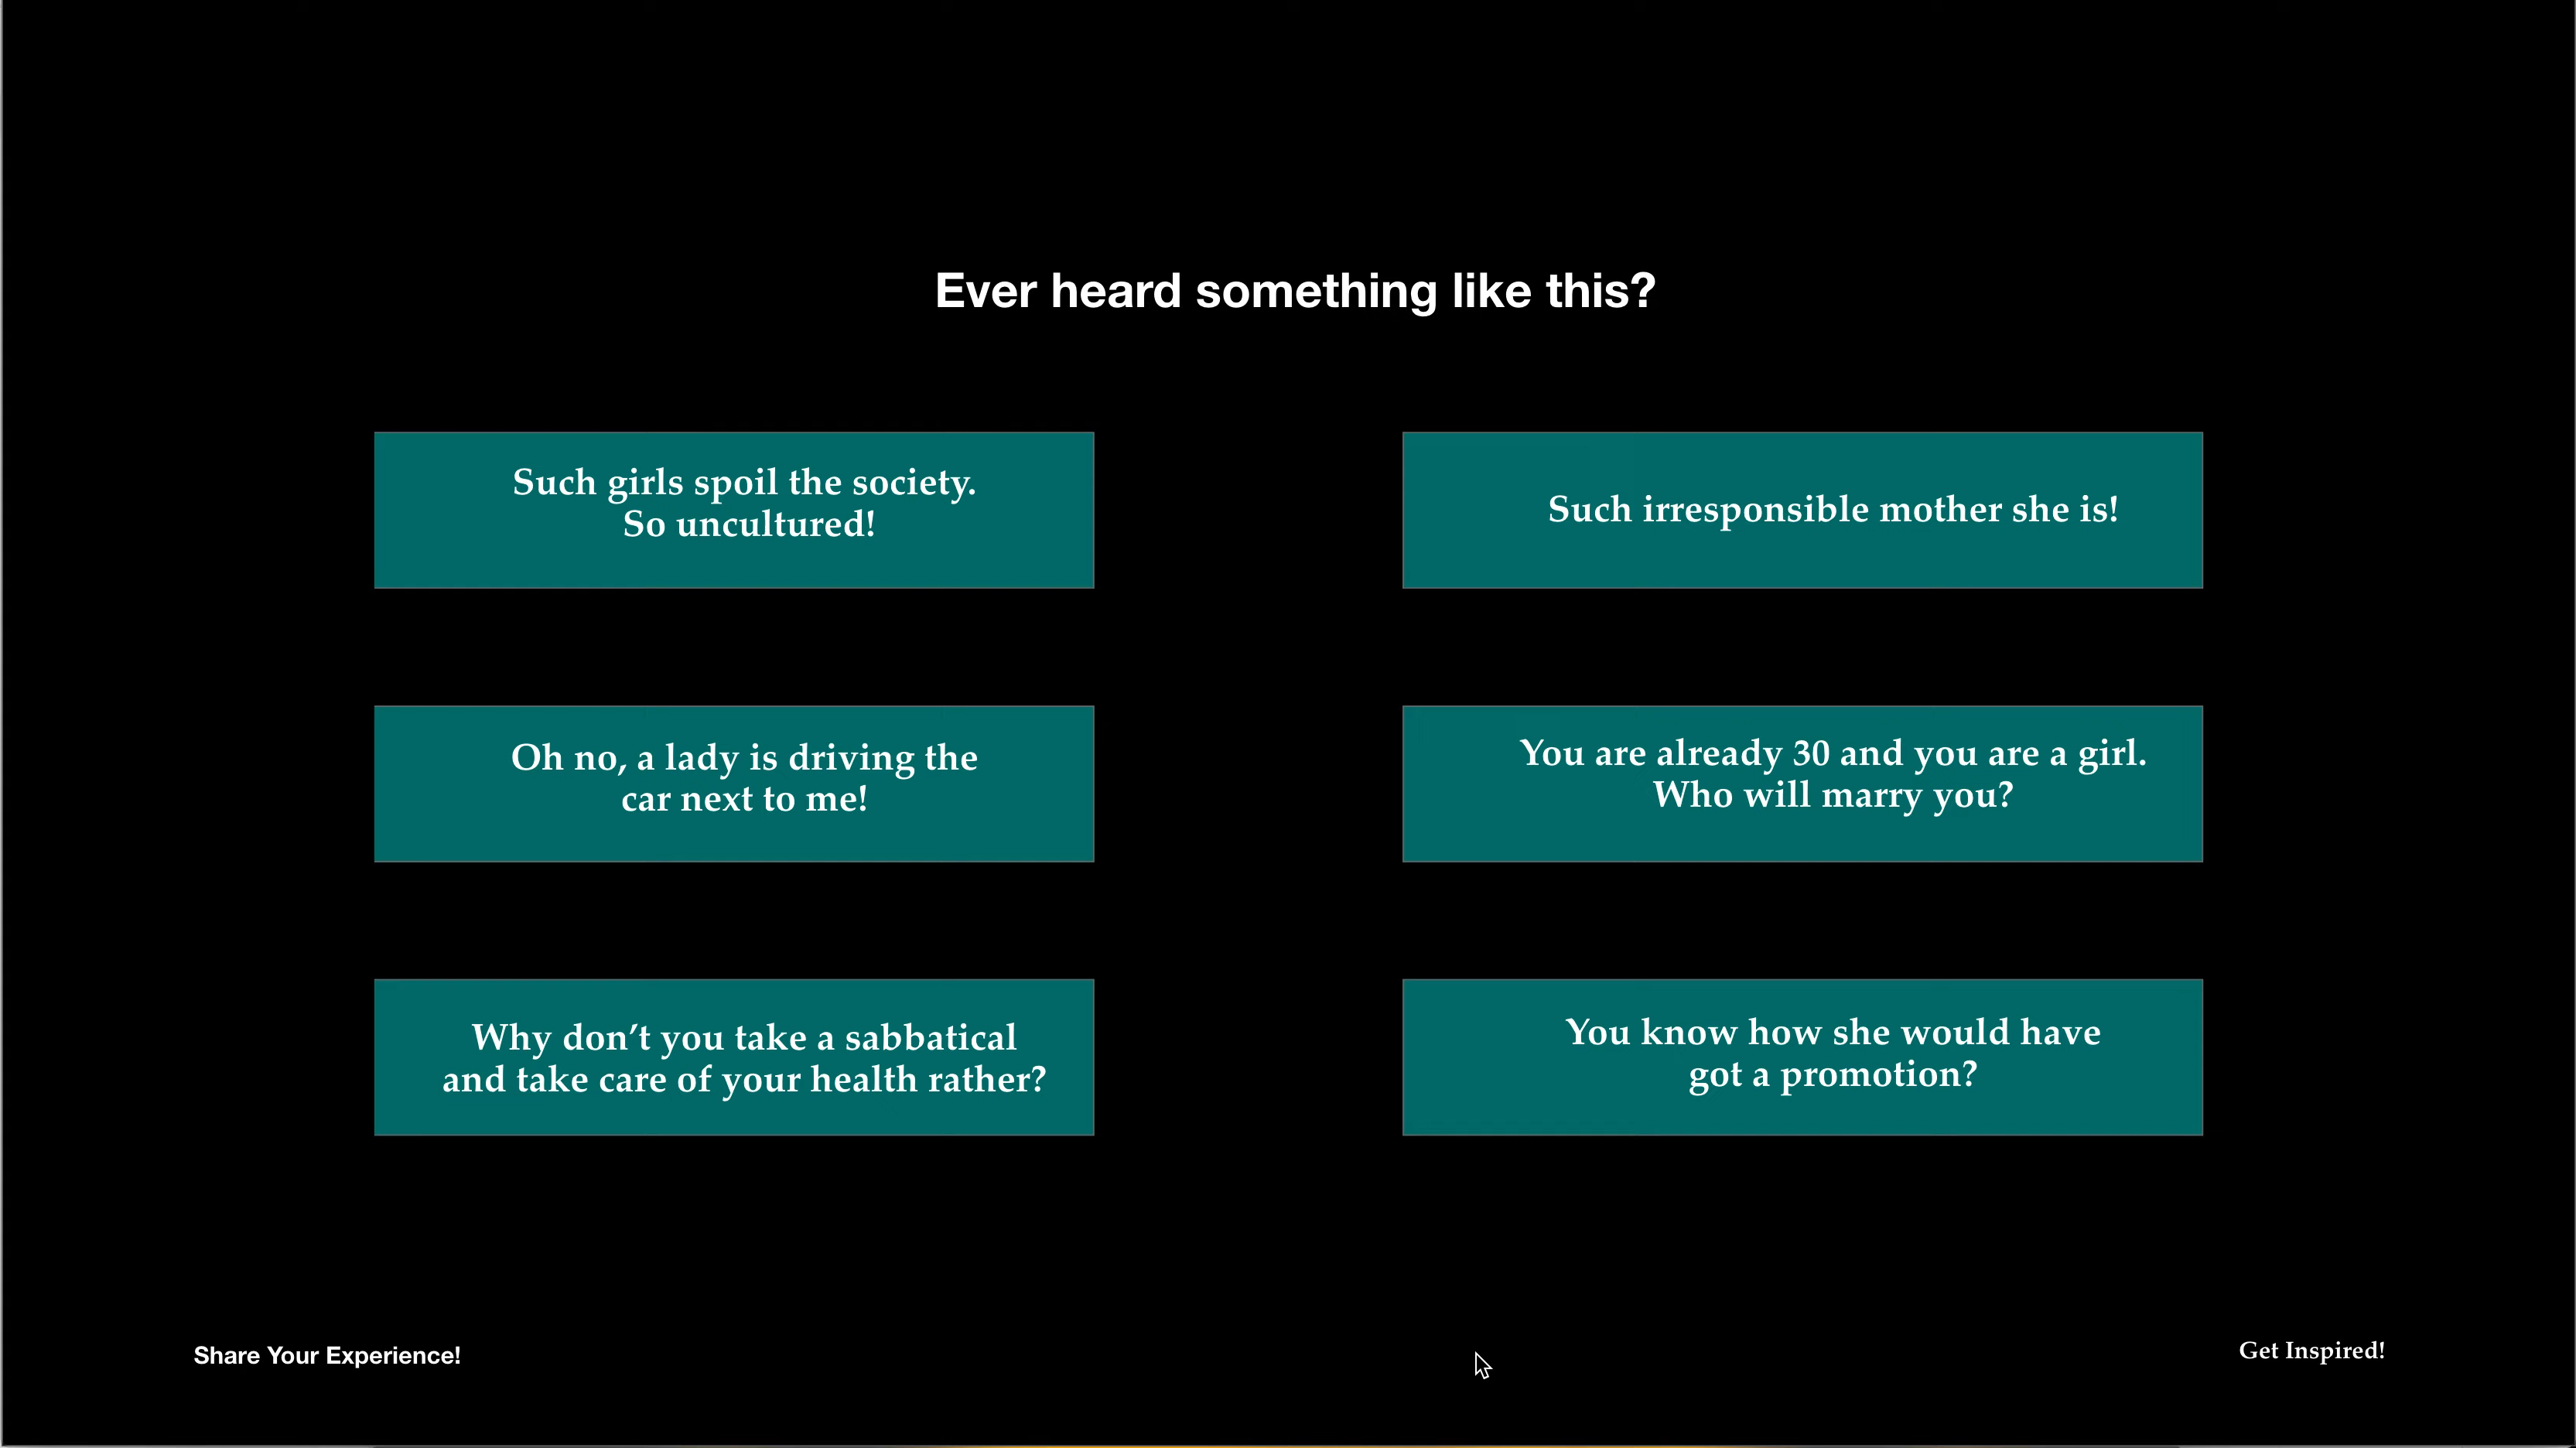 Ever heard something like this?
Such girls spoil the society.
So uncultured!
Such irresponsible mother she is!
Oh no, a lady is driving the
car next to me!
You are already 30 and you are a girl.
Who will marry you?
Why don’t you take a sabbatical
and take care of your health rather?
You know how she would have
got a promotion?
Share Your Experience!
Get Inspired!